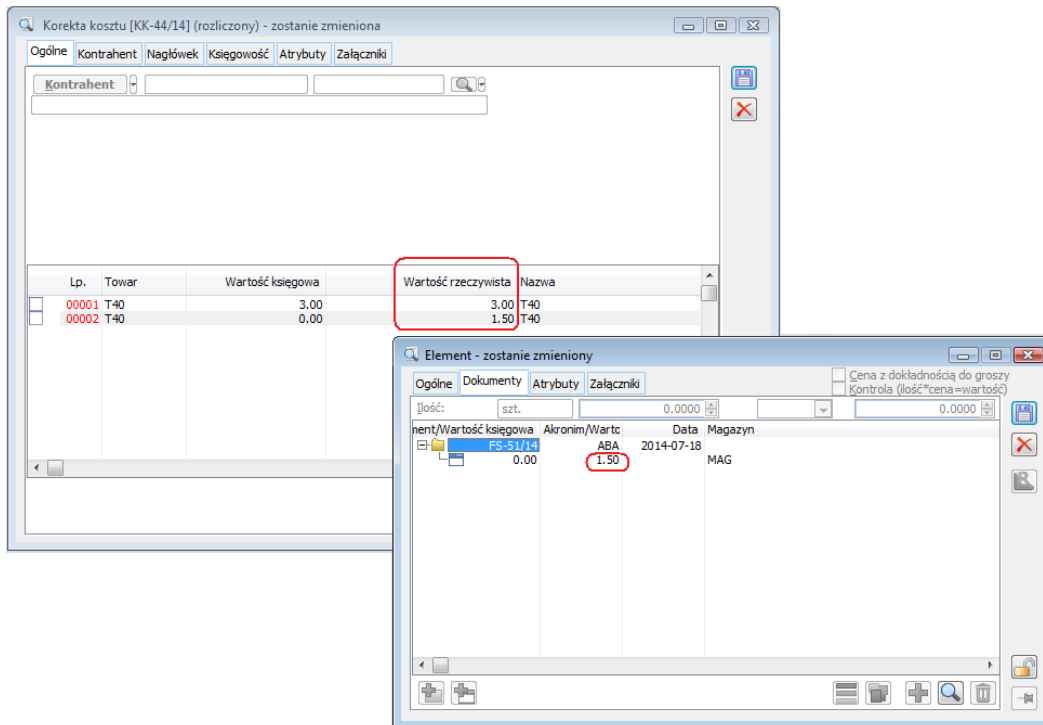 Korekta kosztu [KK-44/14] (rozliczony) - zostanie zmieniona
Ogólne Kontrahent Nagłówek Księgowość Atrybuty Załączniki
Kontrahent
Lp. Towar Wartość księgowa Wartość rzeczywista Nazwa
00001 T40 3.00 3.00 T40
00002 T40 0.00 1.50 T40
Element - zostanie zmieniony
Ogólne Dokumenty Atrybuty Załączniki
Cena z dokładnością do groszy
Kontrola (ilość*cena=wartość)
Ilość: szt. 0.0000 0.0000
nent/Wartość księgowa Akronim/Wartc Data Magazyn
FS-51/14 ABA 2014-07-18
0.00 1.50 MAG